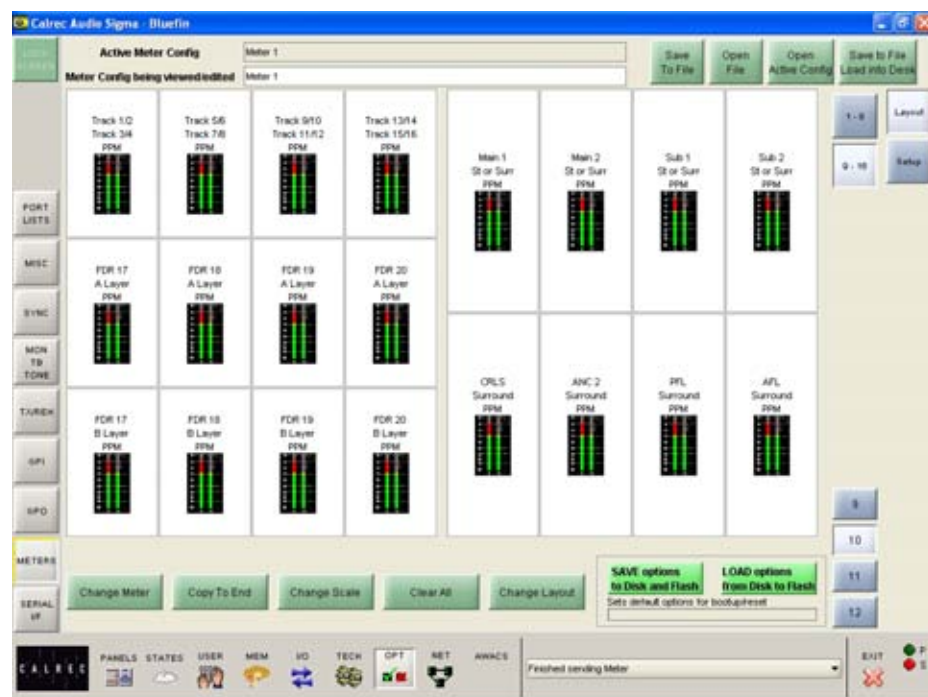 Calrec Audio Sigma - Bluefin
Active Meter Config
Meter 1
Meter Config being viewed/edited
Meter 1
Save
To File
Open
File
Open
Active Config
Save to File
Load into Desk
Track 1/2
Track 3/4
PPM
Track 5/6
Track 7/8
PPM
Track 9/10
Track 11/12
PPM
Track 13/14
Track 15/16
PPM
Main 1
St or Surr
PPM
Main 2
St or Surr
PPM
Sub 1
St or Surr
PPM
Sub 2
St or Surr
PPM
1 - 8
Layout
9 - 16
Setup
PORT
LISTS
MISC
SYNC
MON
TB
TONE
GPI
GPO
METERS
SERIAL
I/F
FDR 17
A Layer
PPM
FDR 18
A Layer
PPM
FDR 19
A Layer
PPM
FDR 20
A Layer
PPM
FDR 17
B Layer
PPM
FDR 18
B Layer
PPM
FDR 19
B Layer
PPM
FDR 20
B Layer
PPM
CRLS
Surround
PPM
ANC 2
Surround
PPM
PFL
Surround
PPM
AFL
Surround
PPM
9
10
11
12
Change Meter
Copy To End
Change Scale
Clear All
Change Layout
SAVE options
to Disk and Flash
LOAD options
from Disk to Flash
Sets default options for bootup/reset
CALREC
PANELS
STATES
USER
MEM
I/O
TECH
OPT
NET
AWACS
Finished sending Meter
EXIT
P
S